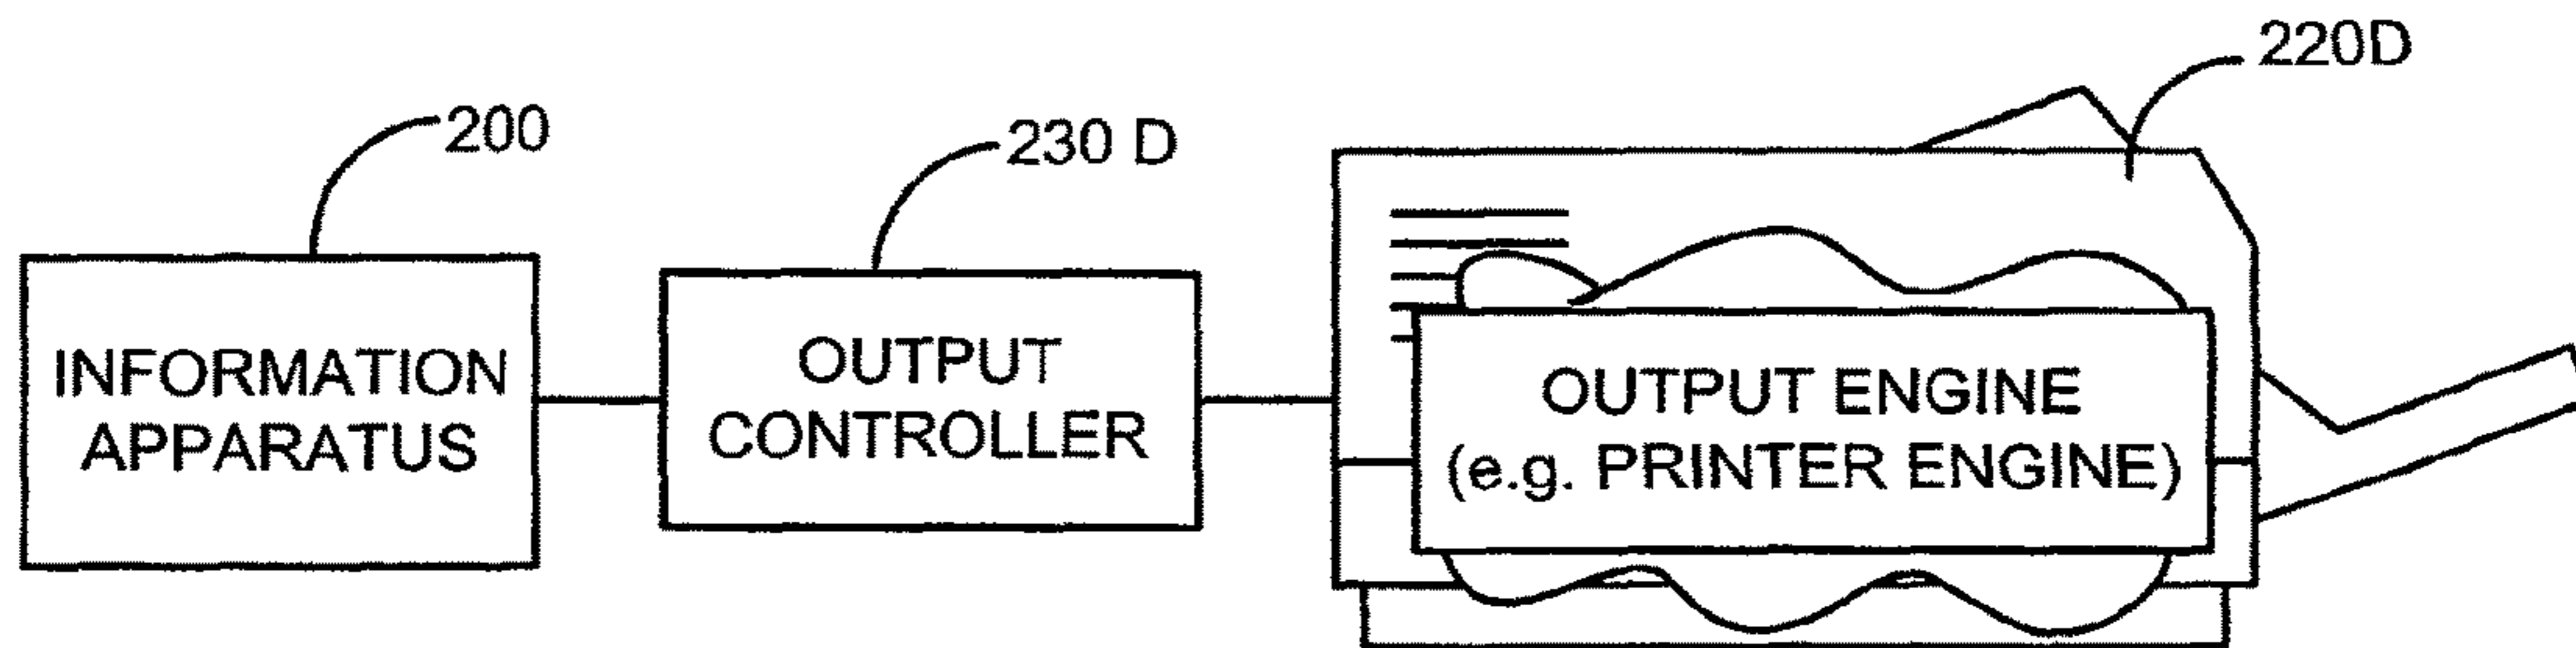 220D
200
230 D
INFORMATION
APPARATUS
OUTPUT
CONTROLLER
OUTPUT ENGINE
(e.g. PRINTER ENGINE)